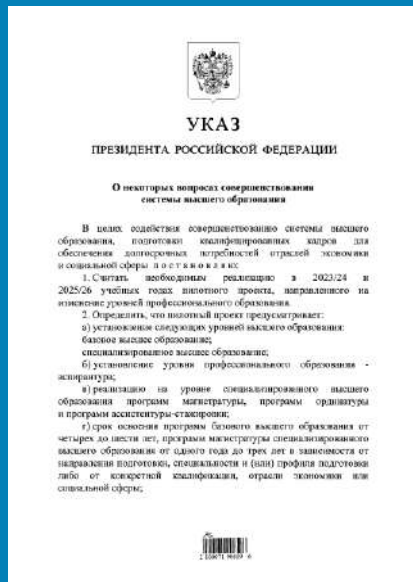 УКАЗ
ПРЕЗИДЕНТА РОССИЙСКОЙ ФЕДЕРАЦИИ
О некоторых вопросах совершенствования
системы высшего образования
В целях содействия совершенствованию системы высшего
образования, подготовки квалифицированных кадров для
обеспечения долгосрочных потребностей отраслей экономики
и социальной сферы п о с т а н о в л я ю:
1. Считать необходимым реализацию в 2023/24 и
2025/26 учебных годах пилотного проекта, направленного на
изменение уровней профессионального образования.
2. Определить, что пилотный проект предусматривает:
а) установление следующих уровней высшего образования:
базовое высшее образование;
специализированное высшее образование;
б) установление уровня профессионального образования -
аспирантура;
в) реализацию на уровне специализированного высшего
образования программ магистратуры, программ ординатуры
и программ ассистентуры-стажировки;
г) срок освоения программ базового высшего образования от
четырех до шести лет, программ магистратуры специализированного
высшего образования от одного года до трех лет в зависимости от
направления подготовки, специальности и (или) профиля подготовки
либо от конкретной квалификации, отрасли экономики или
социальной сферы;